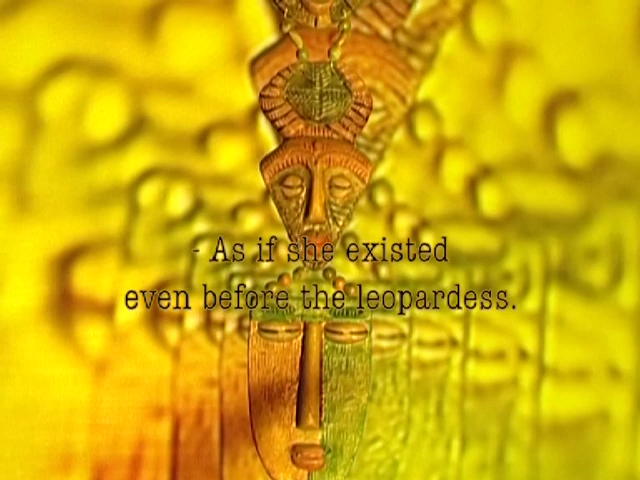 - As if she existed
even before the leopardess.